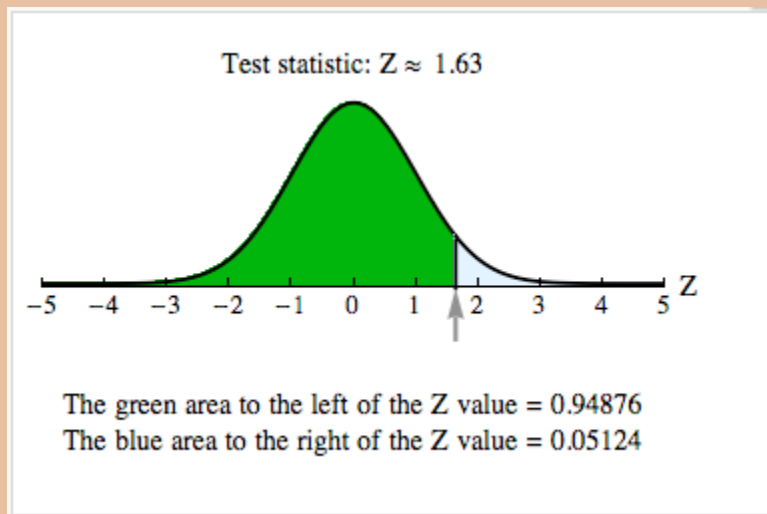 Test statistic: Z ≈ 1.63
Z
−5 −4 −3 −2 −1 0 1 2 3 4 5
The green area to the left of the Z value = 0.94876
The blue area to the right of the Z value = 0.05124